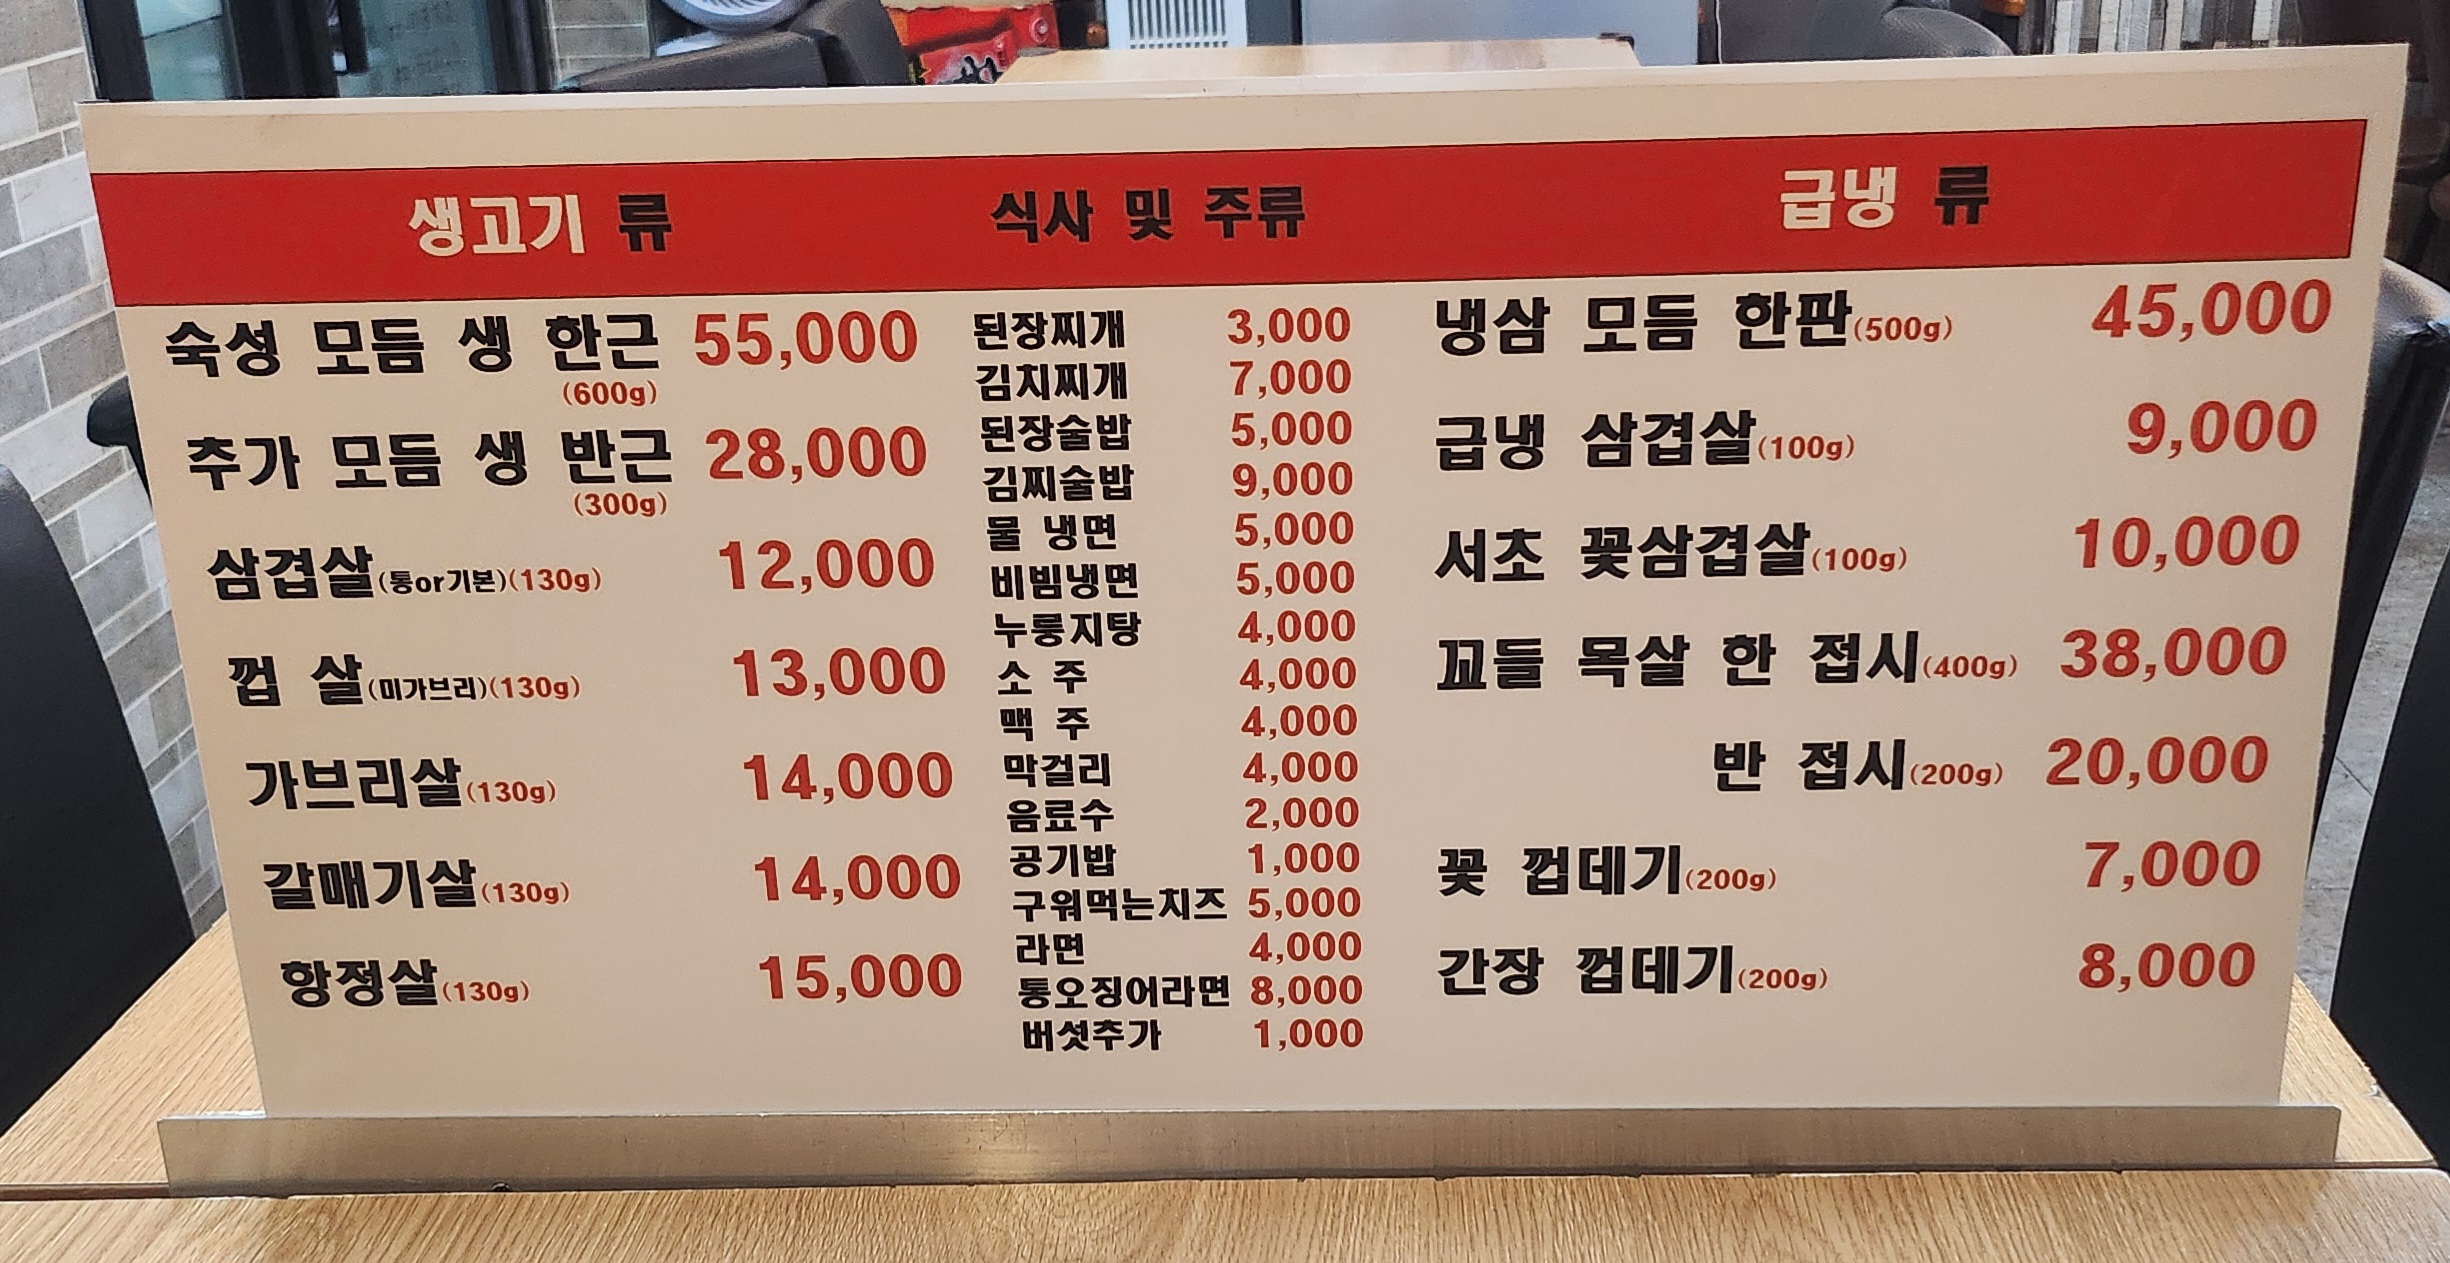 생고기 류
숙성 모듬 생 한근 55,000
(600g)
추가 모듬 생 반근 28,000
(300g)
삼겹살(통or기본)(130g) 12,000
껍 살(미가브리)(130g) 13,000
가브리살(130g) 14,000
갈매기살(130g) 14,000
항정살(130g) 15,000
식사 및 주류
된장찌개 3,000
김치찌개 7,000
된장술밥 5,000
김찌술밥 9,000
물 냉면 5,000
비빔냉면 5,000
누룽지탕 4,000
소 주 4,000
맥 주 4,000
막걸리 4,000
음료수 2,000
공기밥 1,000
구워먹는치즈 5,000
라면 4,000
통오징어라면 8,000
버섯추가 1,000
급냉 류
냉삼 모듬 한판(500g) 45,000
급냉 삼겹살(100g) 9,000
서초 꽃삼겹살(100g) 10,000
꼬들 목살 한 접시(400g) 38,000
반 접시(200g) 20,000
꽃 껍데기(200g) 7,000
간장 껍데기(200g) 8,000